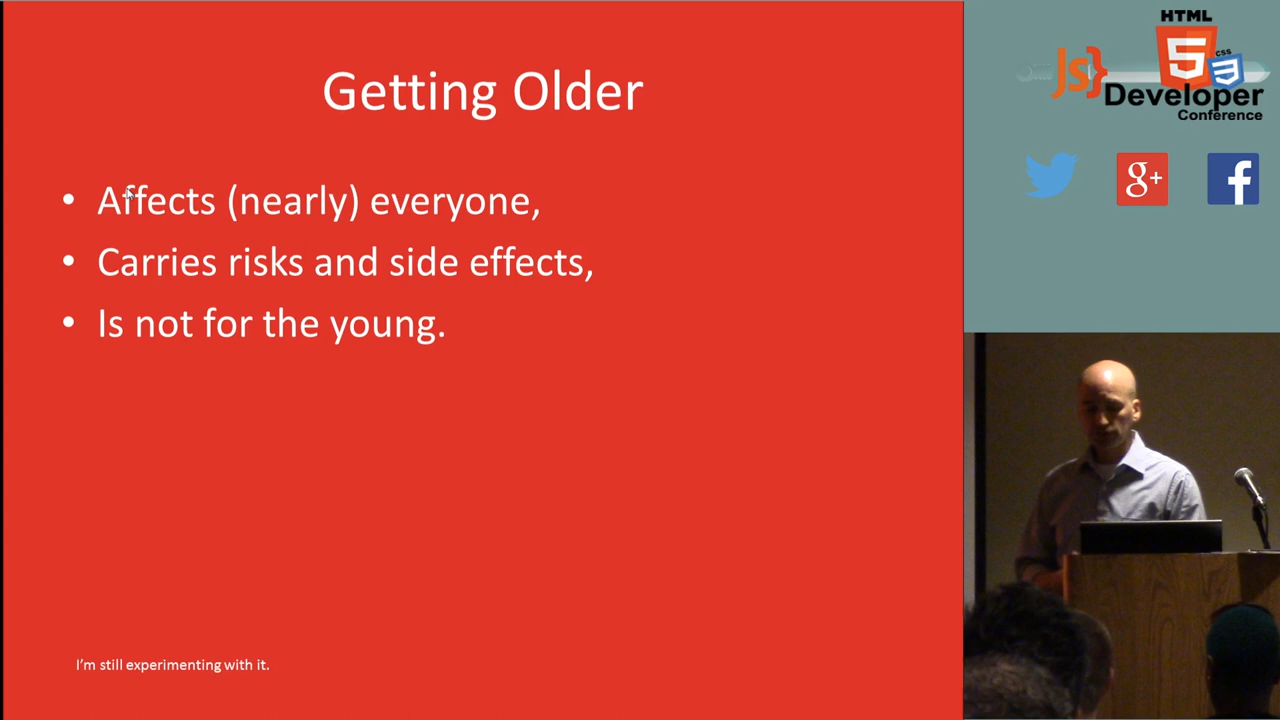 Getting Older
• Affects (nearly) everyone,
• Carries risks and side effects,
• Is not for the young.
I'm still experimenting with it.
HTML
5
css
3
JS}
Developer
Conference
g+
f